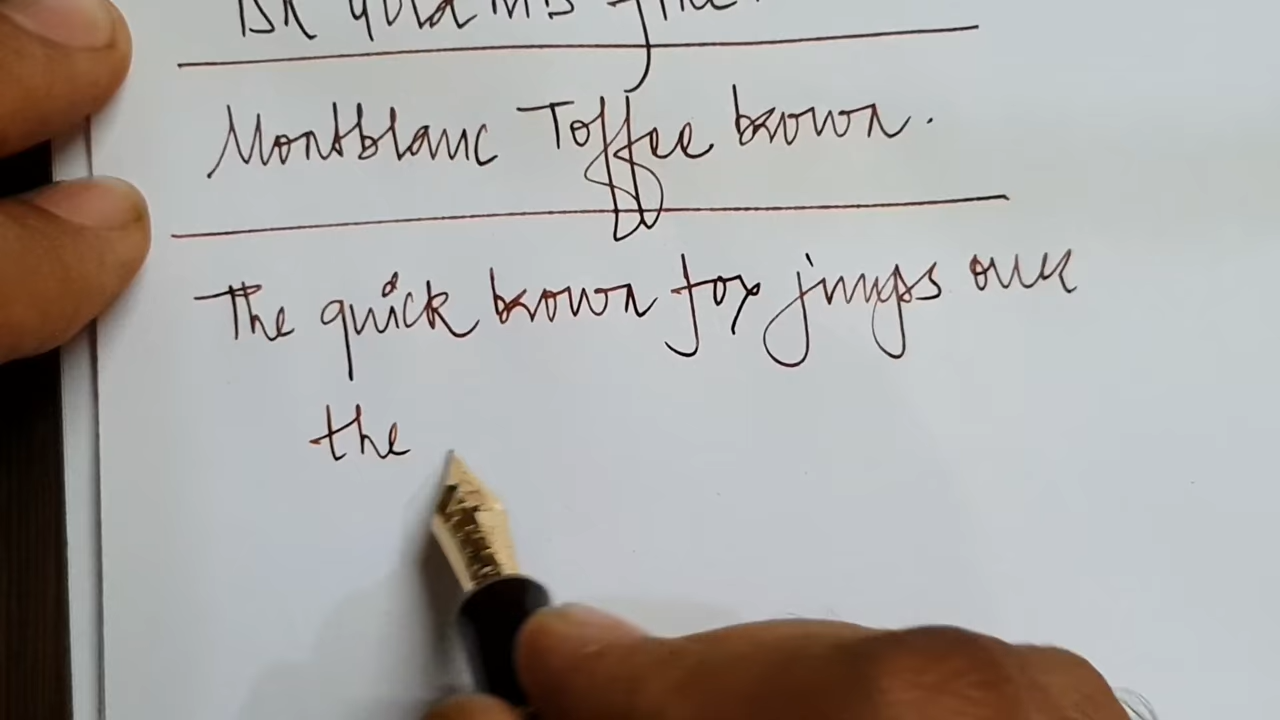 Montblanc Toffee brown.
The quick brown fox jumps over
the